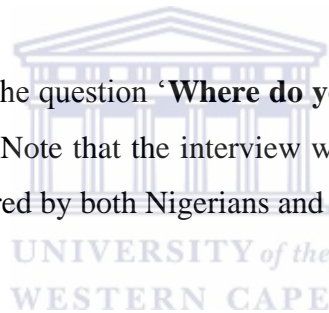 he question ‘Where do y
Note that the interview w
red by both Nigerians and
UNIVERSITY of the
WESTERN CAPE